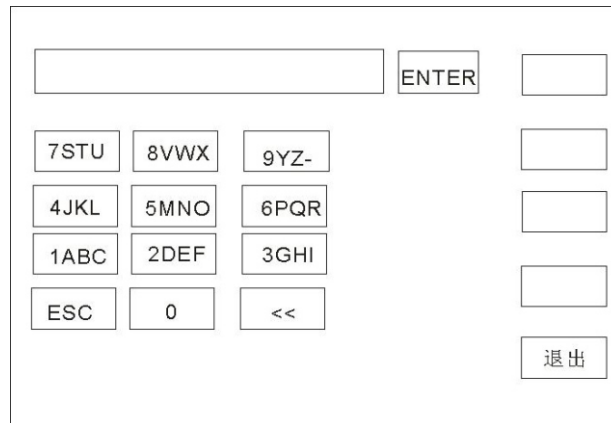 ENTER
7STU 8VWX 9YZ-
4JKL 5MNO 6PQR
1ABC 2DEF 3GHI
ESC 0 <<
退出